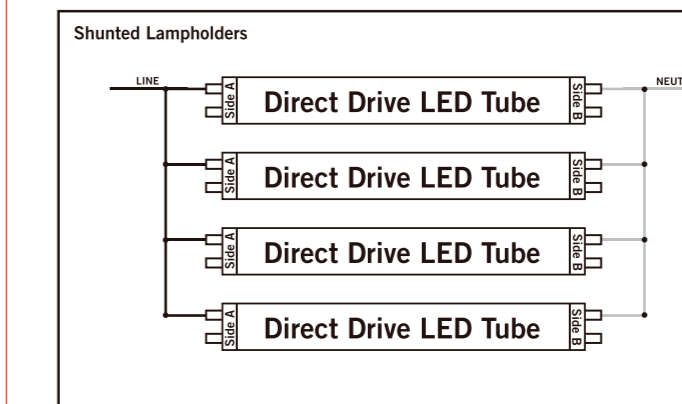 Shunted Lampholders
LINE
NEUT
Side A
Direct Drive LED Tube
Side B
Side A
Direct Drive LED Tube
Side B
Side A
Direct Drive LED Tube
Side B
Side A
Direct Drive LED Tube
Side B